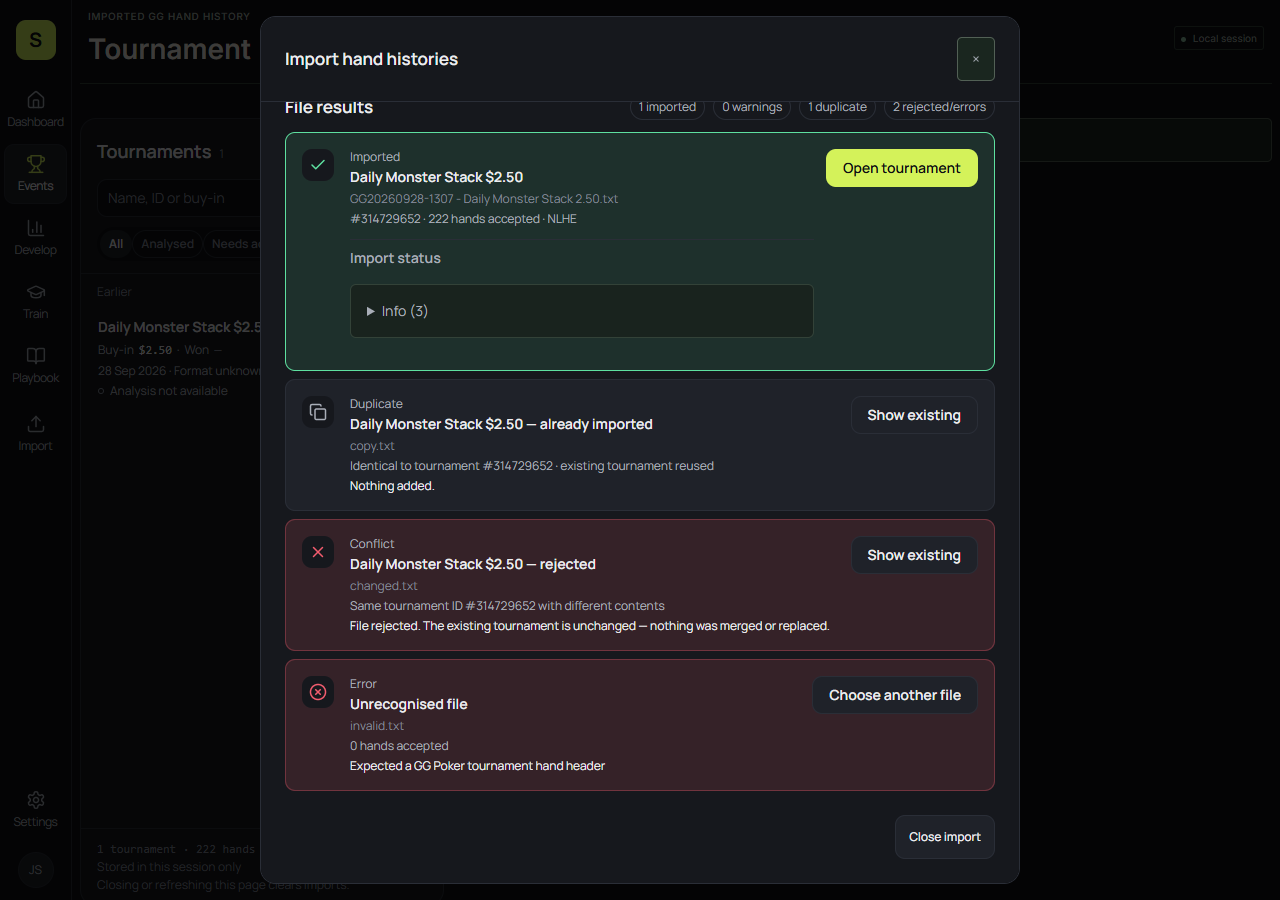 IMPORTED GG HAND HISTORY
Tournament
Local session
S
Dashboard
Events
Develop
Train
Playbook
Import
Settings
JS
Tournaments 1
Name, ID or buy-in
All
Analysed
Needs
Earlier
Daily Monster Stack $2.5
Buy-in $2.50 · Won —
28 Sep 2026 · Format unknown
Analysis not available
1 tournament · 222 hands
Stored in this session only
Closing or refreshing this page clears imports.
Import hand histories
×
File results
1 imported
0 warnings
1 duplicate
2 rejected/errors
Imported
Daily Monster Stack $2.50
GG20260928-1307 - Daily Monster Stack 2.50.txt
#314729652 · 222 hands accepted · NLHE
Open tournament
Import status
▶ Info (3)
Duplicate
Daily Monster Stack $2.50 — already imported
copy.txt
Identical to tournament #314729652 · existing tournament reused
Nothing added.
Show existing
Conflict
Daily Monster Stack $2.50 — rejected
changed.txt
Same tournament ID #314729652 with different contents
File rejected. The existing tournament is unchanged — nothing was merged or replaced.
Show existing
Error
Unrecognised file
invalid.txt
0 hands accepted
Expected a GG Poker tournament hand header
Choose another file
Close import